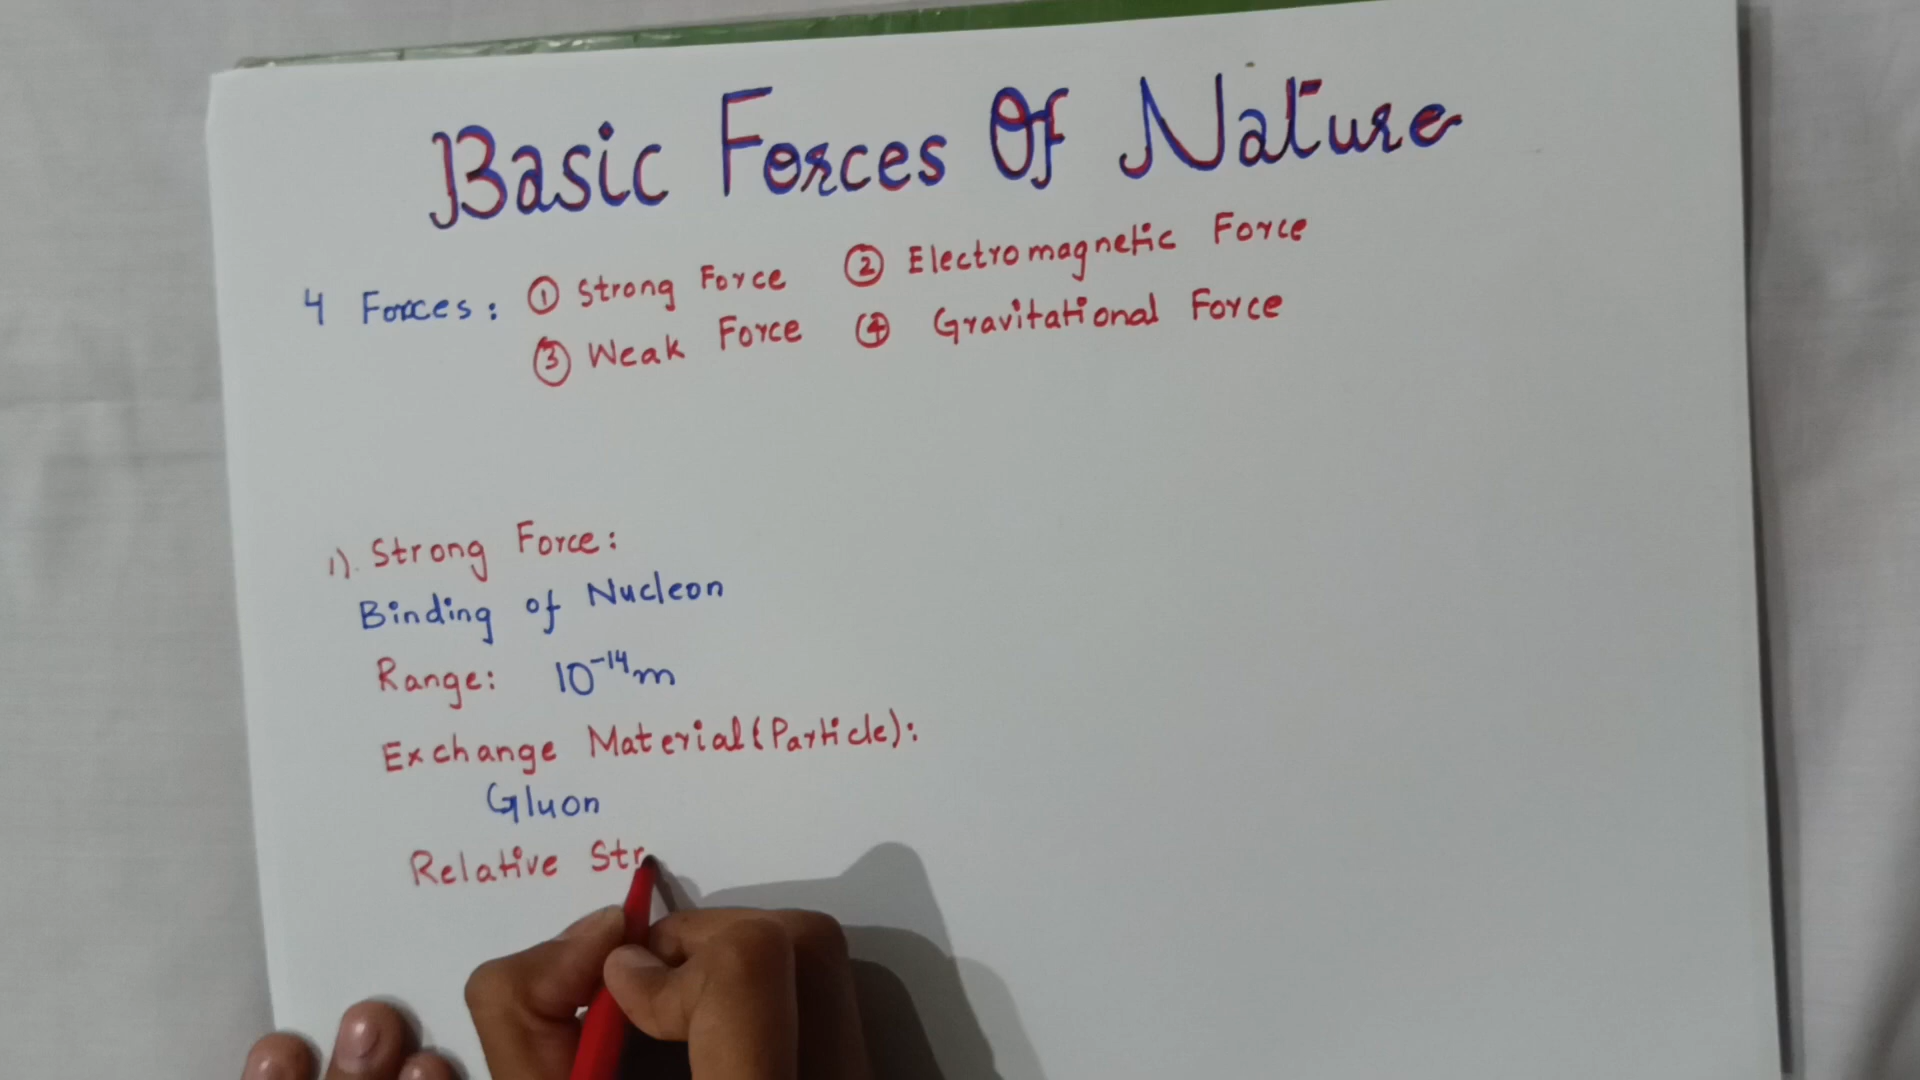 Basic Forces Of Nature
4 Forces: ① Strong Force ② Electromagnetic Force
③ Weak Force ④ Gravitational Force
1). Strong Force:
Binding of Nucleon
Range: 10⁻¹⁴m
Exchange Material (Particle):
Gluon
Relative Str